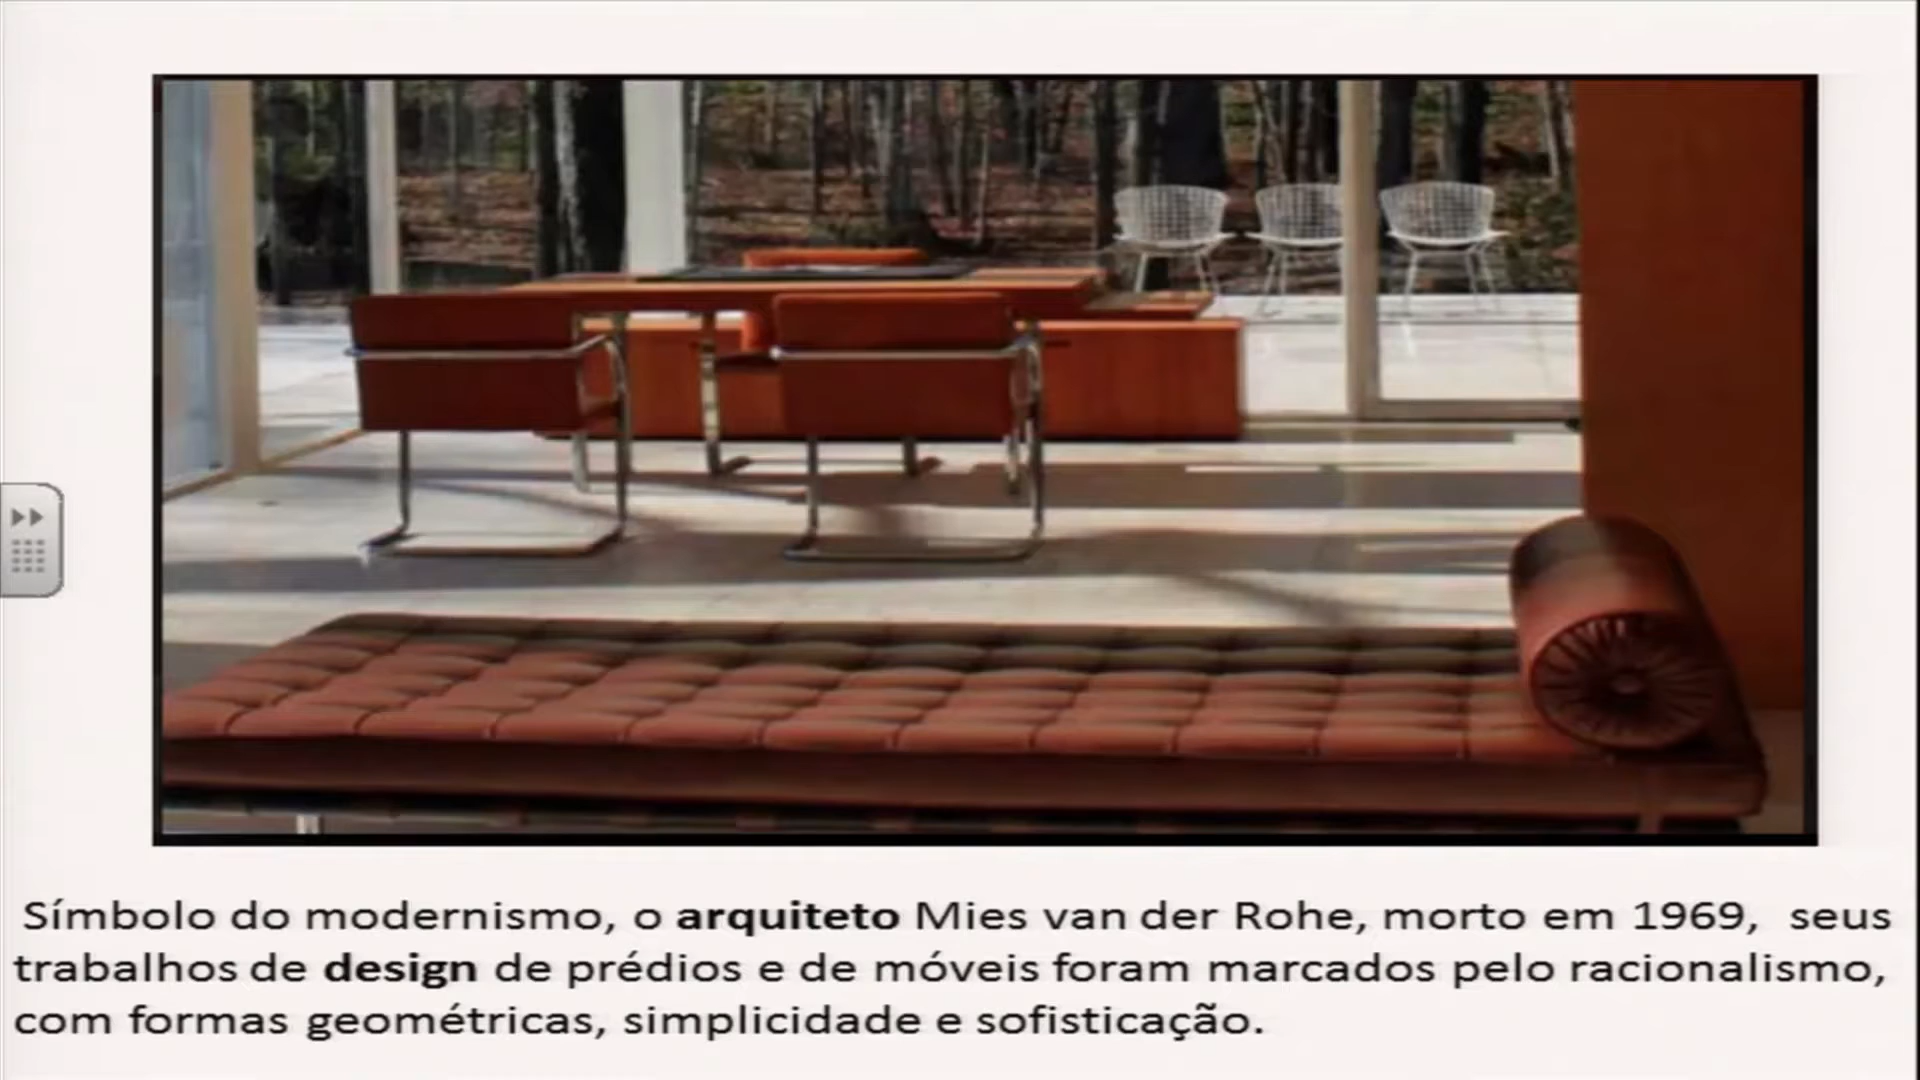 Símbolo do modernismo, o arquiteto Mies van der Rohe, morto em 1969, seus
trabalhos de design de prédios e de móveis foram marcados pelo racionalismo,
com formas geométricas, simplicidade e sofisticação.